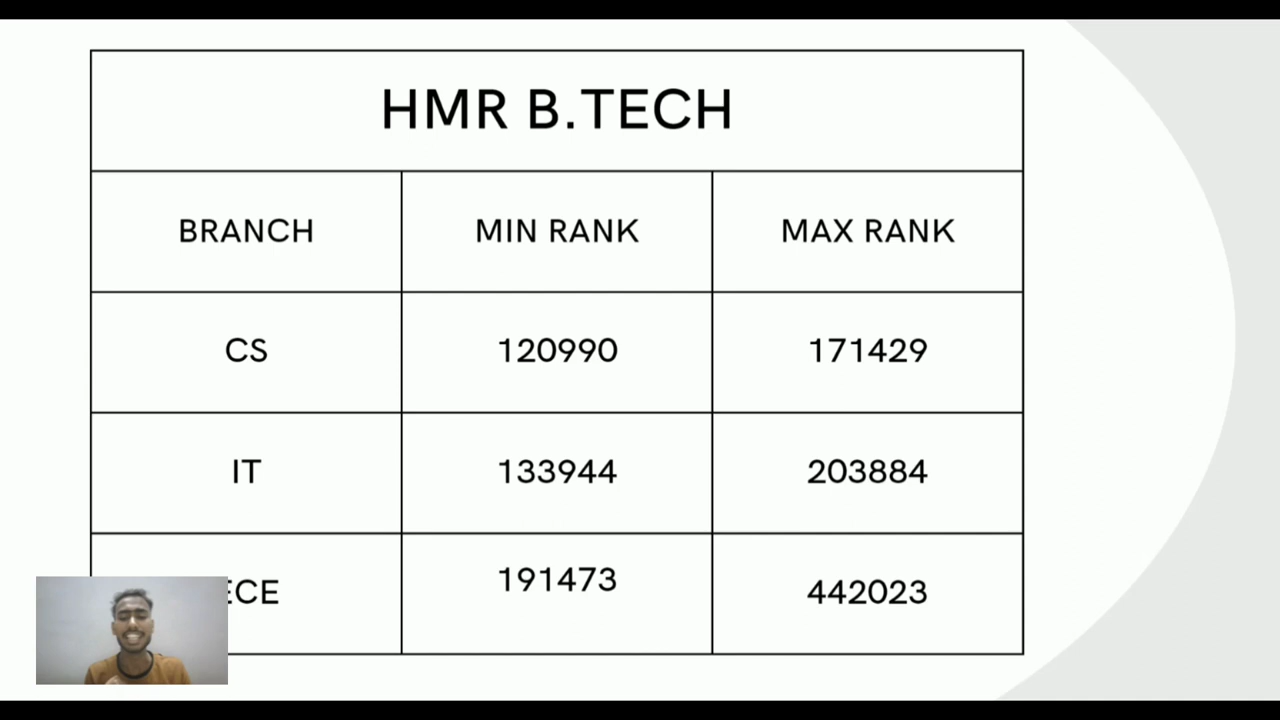 HMR B.TECH
BRANCH MIN RANK MAX RANK
CS 120990 171429
IT 133944 203884
ECE 191473 442023